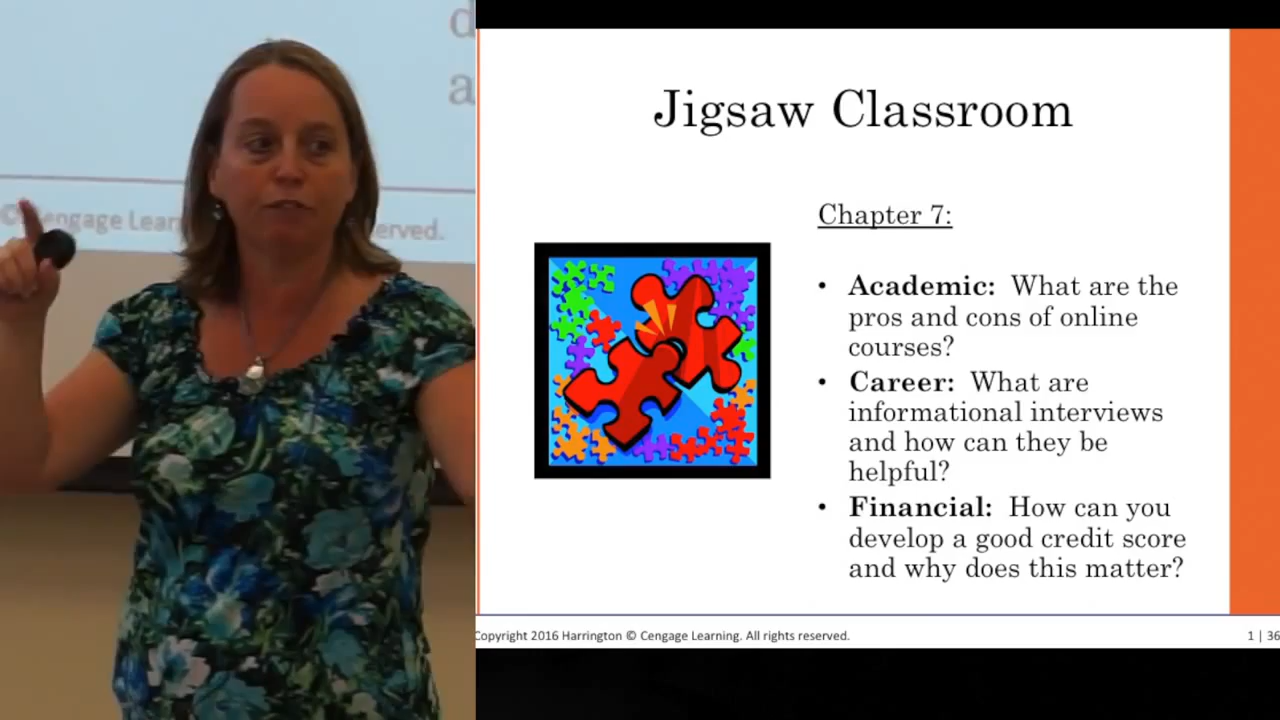 d
a
© Cengage Lear
erved.
Jigsaw Classroom
Chapter 7:
• Academic: What are the
pros and cons of online
courses?
• Career: What are
informational interviews
and how can they be
helpful?
• Financial: How can you
develop a good credit score
and why does this matter?
Copyright 2016 Harrington © Cengage Learning. All rights reserved.
1 | 36